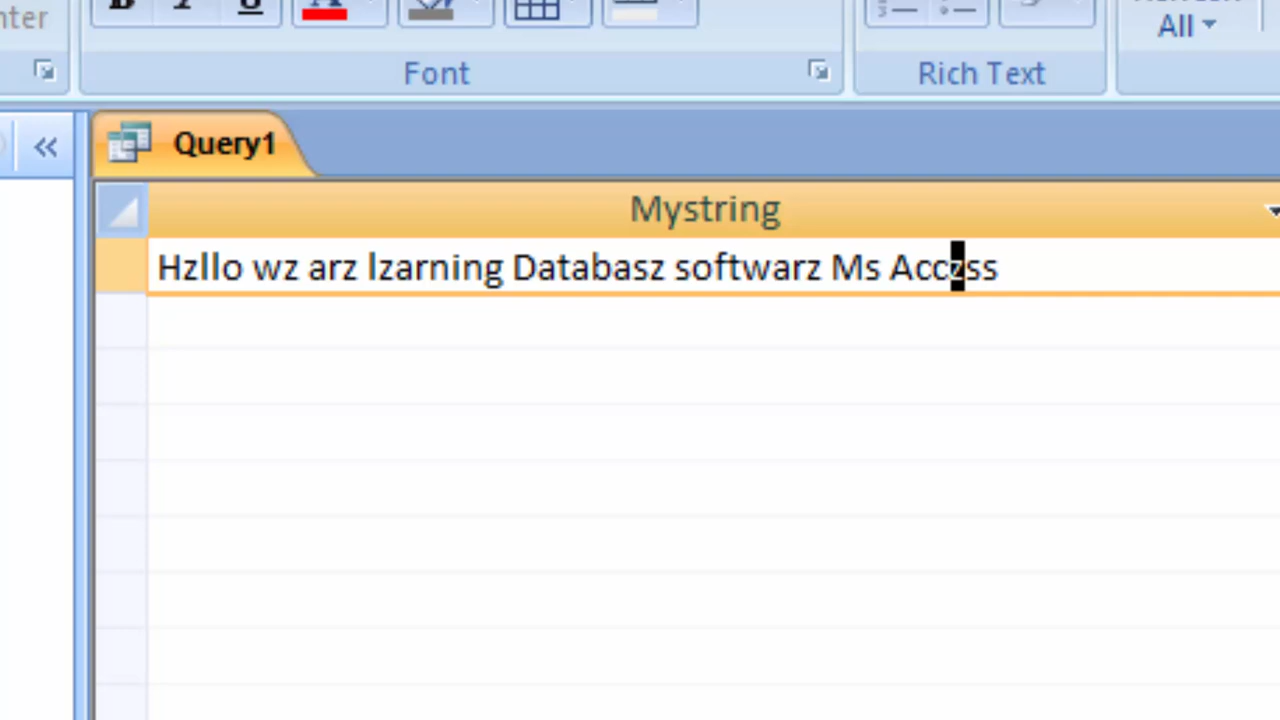 B I U A
All
Font
Rich Text
Query1
Mystring
Hzllo wz arz lzarning Databasz softwarz Ms Acczss